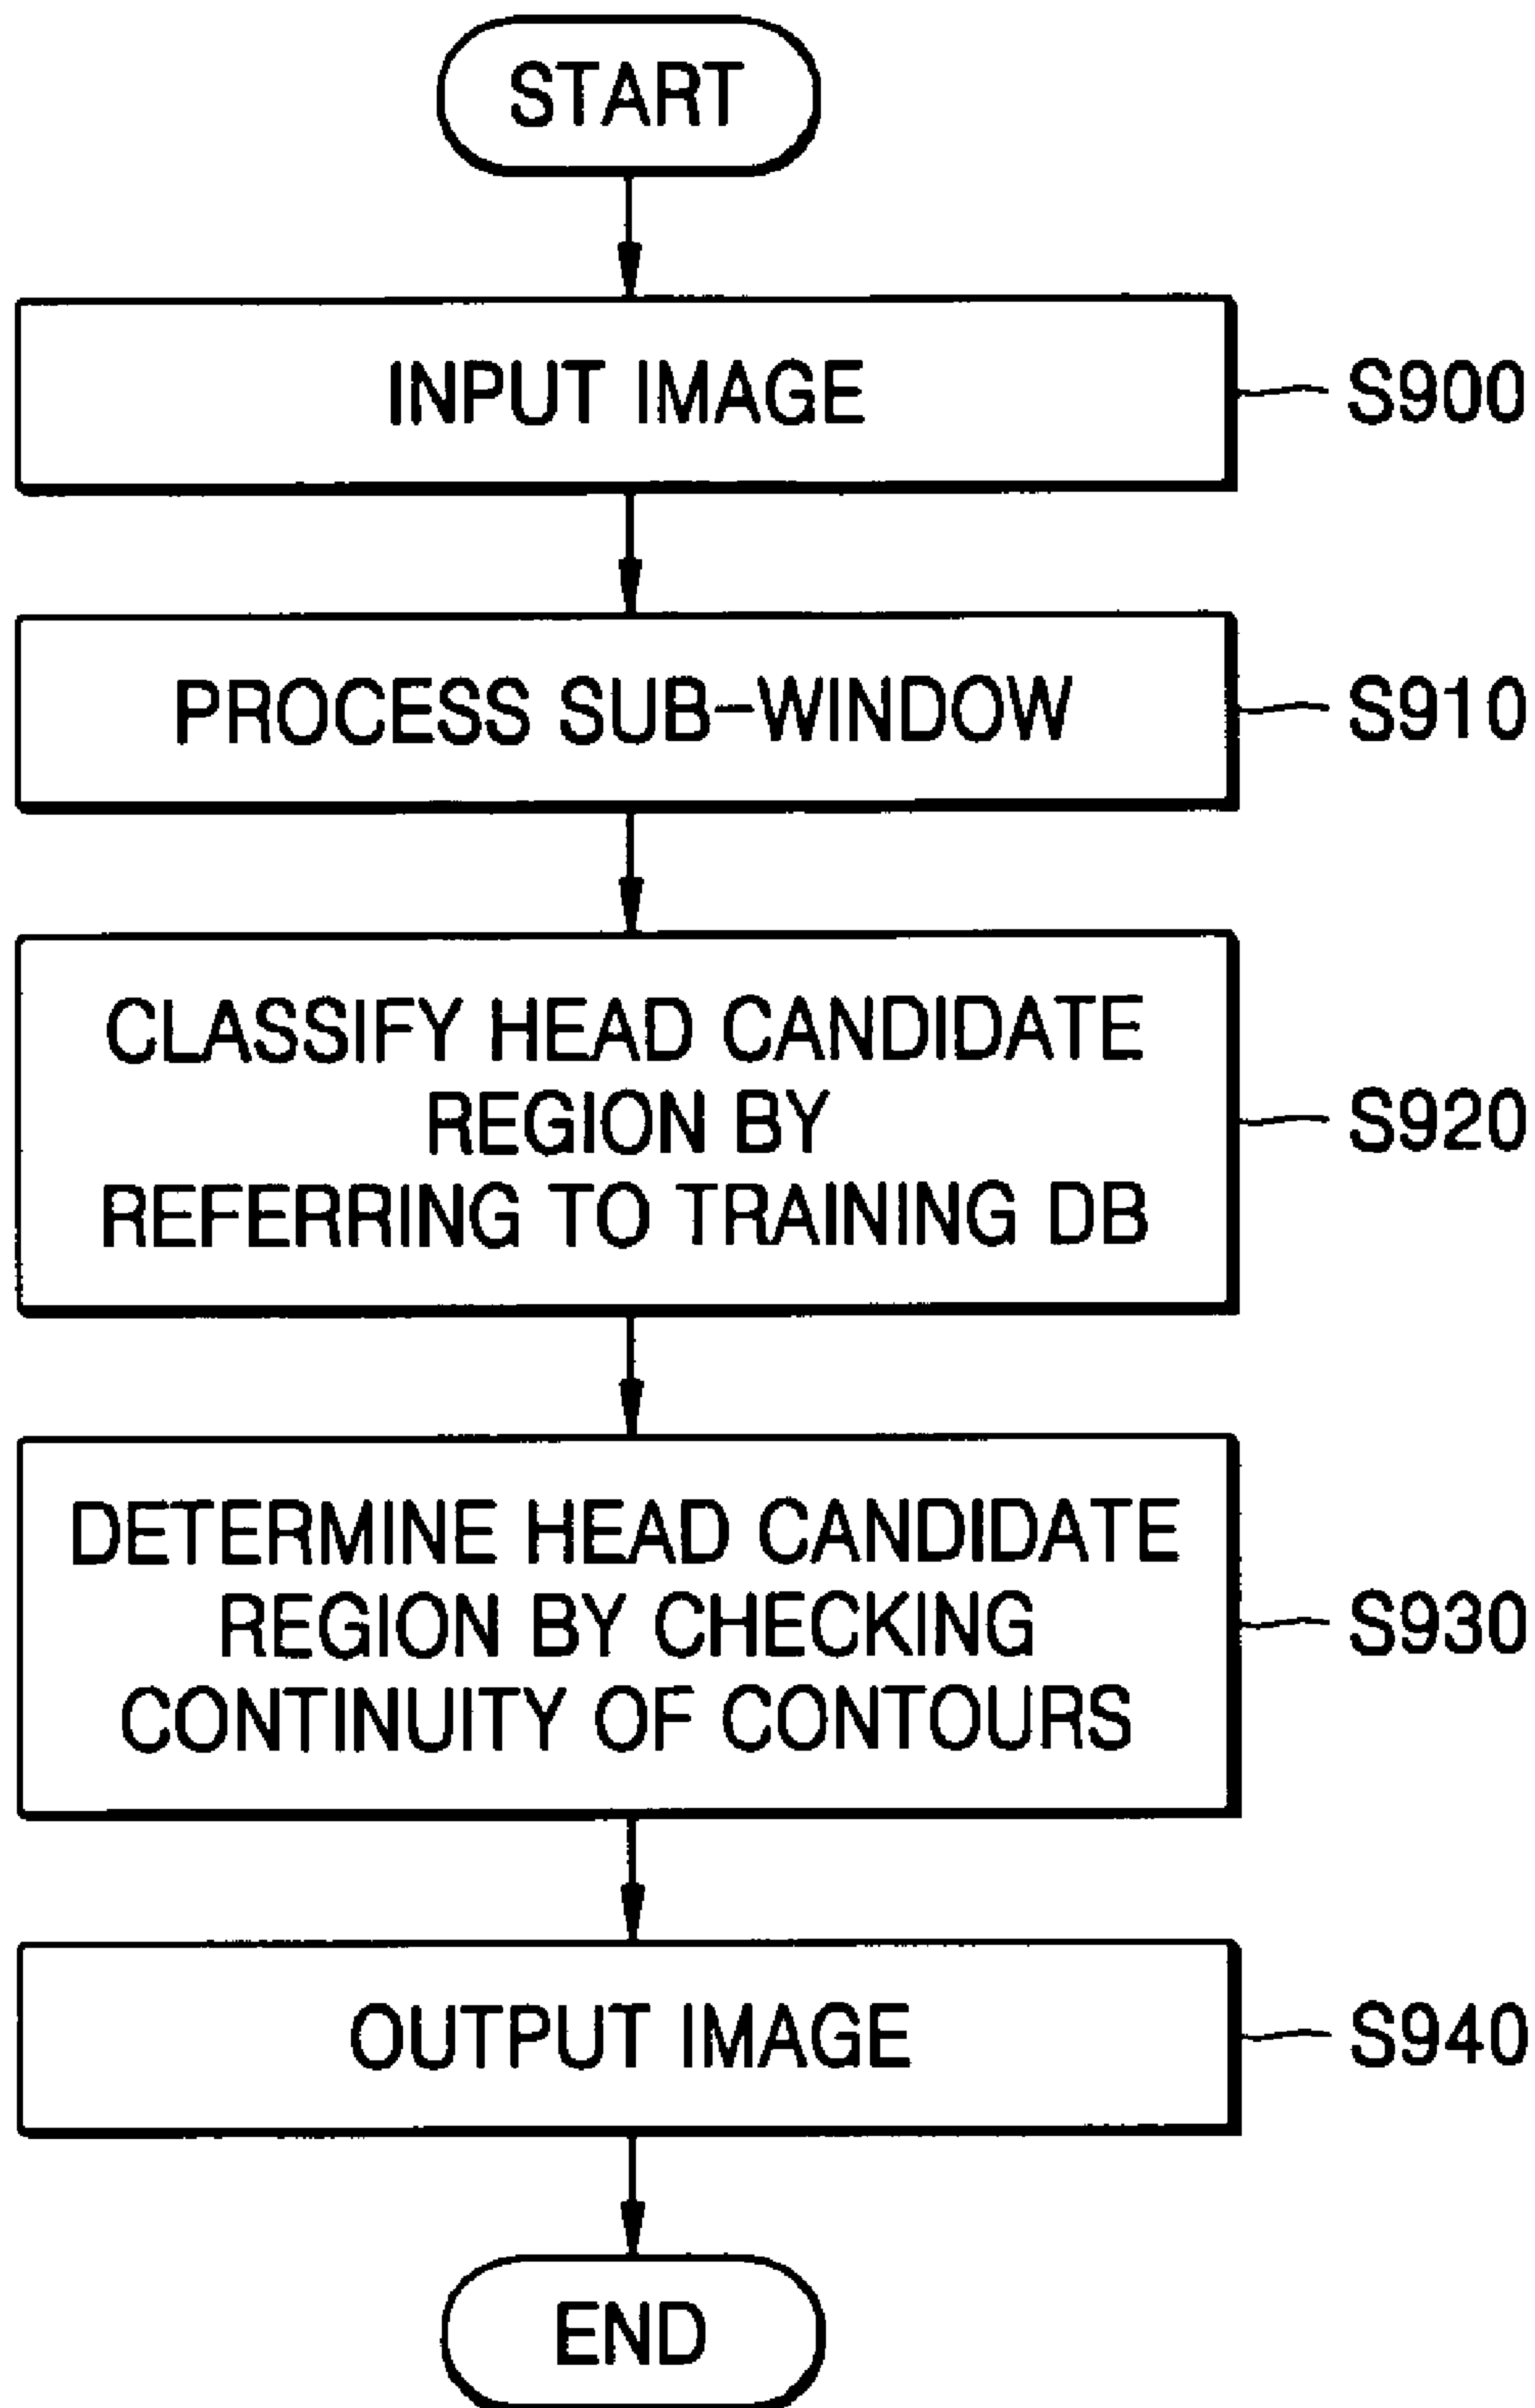 START
INPUT IMAGE
S900
PROCESS SUB-WINDOW
S910
CLASSIFY HEAD CANDIDATE
REGION BY
REFERRING TO TRAINING DB
S920
DETERMINE HEAD CANDIDATE
REGION BY CHECKING
CONTINUITY OF CONTOURS
S930
OUTPUT IMAGE
S940
END